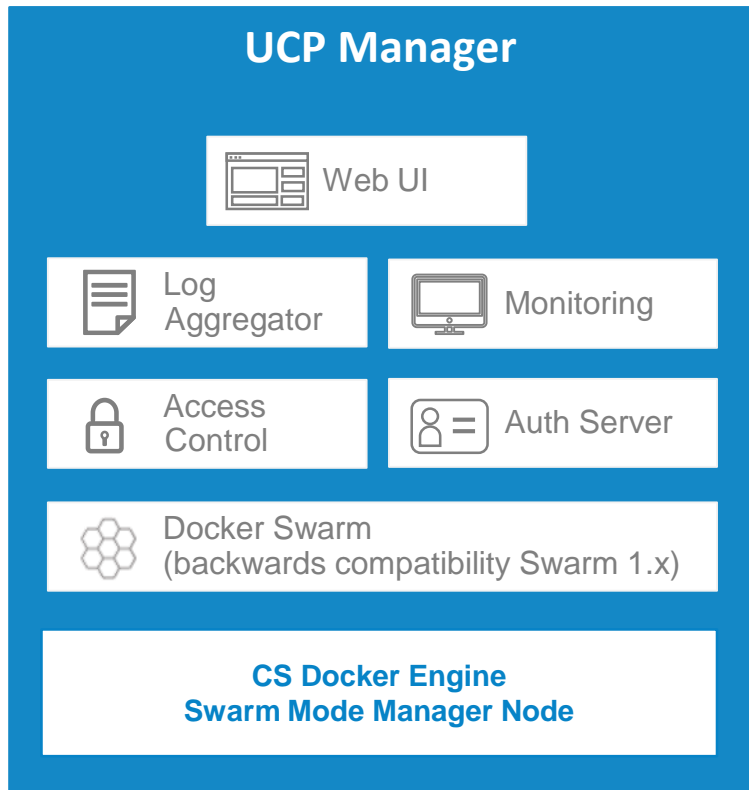 UCP Manager
Web UI
Log
Aggregator
Monitoring
Access
Control
Auth Server
Docker Swarm
(backwards compatibility Swarm 1.x)
CS Docker Engine
Swarm Mode Manager Node